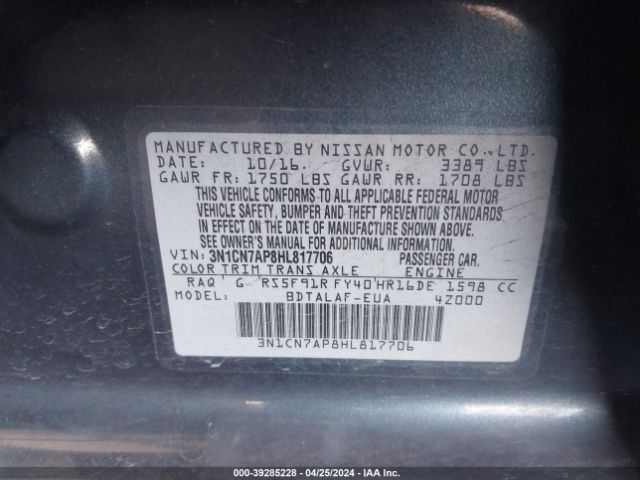 MANUFACTURED BY NISSAN MOTOR CO.,LTD.
DATE: 10/16. GVWR: 3389 LBS
GAWR FR: 1750 LBS GAWR RR: 1708 LBS
THIS VEHICLE CONFORMS TO ALL APPLICABLE FEDERAL MOTOR
VEHICLE SAFETY, BUMPER AND THEFT PREVENTION STANDARDS
IN EFFECT ON THE DATE OF MANUFACTURE SHOWN ABOVE.
SEE OWNER'S MANUAL FOR ADDITIONAL INFORMATION.
VIN: 3N1CN7AP8HL817706 PASSENGER CAR.
COLOR TRIM TRANS AXLE ENGINE
RAQ G RS5F91R FY40 HR16DE 1598 CC
MODEL: BDTALAF-EUA 4Z000
3N1CN7AP8HL817706
000-39285228 - 04/25/2024 - IAA Inc.